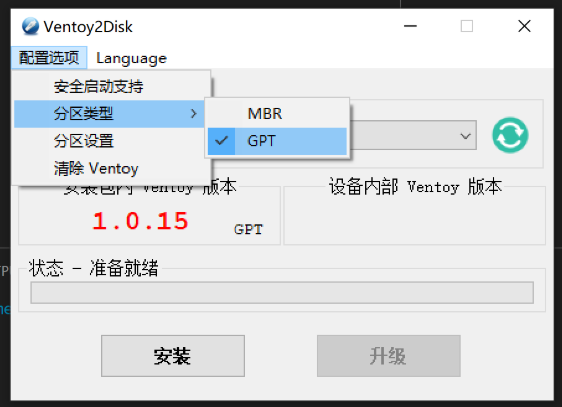 Ventoy2Disk
配置选项 Language
安全启动支持
分区类型
MBR
分区设置
GPT
清除 Ventoy
安装包内 Ventoy 版本
设备内部 Ventoy 版本
1.0.15
GPT
状态 - 准备就绪
安装
升级